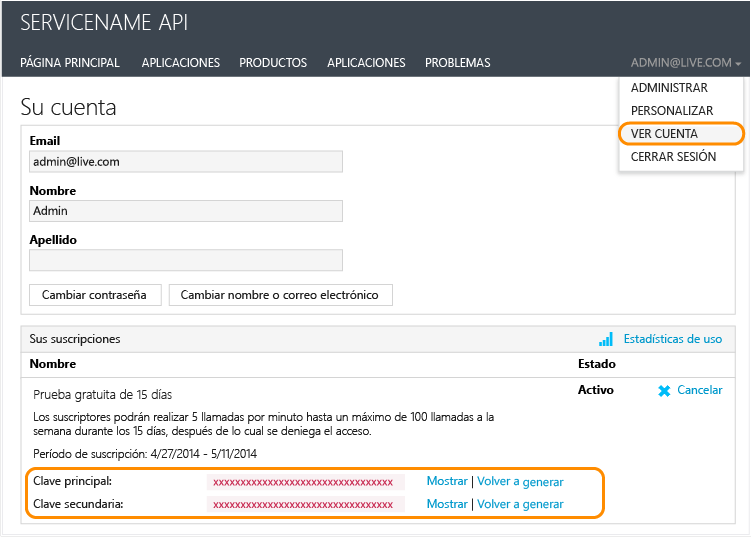 SERVICENAME API
PÁGINA PRINCIPAL APLICACIONES PRODUCTOS APLICACIONES PROBLEMAS ADMIN@LIVE.COM
ADMINISTRAR
PERSONALIZAR
VER CUENTA
CERRAR SESIÓN
Su cuenta
Email
admin@live.com
Nombre
Admin
Apellido
Cambiar contraseña Cambiar nombre o correo electrónico
Sus suscripciones Estadísticas de uso
Nombre Estado
Prueba gratuita de 15 días Activo Cancelar
Los suscriptores podrán realizar 5 llamadas por minuto hasta un máximo de 100 llamadas a la
semana durante los 15 días, después de lo cual se deniega el acceso.
Período de suscripción: 4/27/2014 - 5/11/2014
Clave principal: xxxxxxxxxxxxxxxxxxxxxxxxxxxxxxxx Mostrar | Volver a generar
Clave secundaria: xxxxxxxxxxxxxxxxxxxxxxxxxxxxxxxx Mostrar | Volver a generar